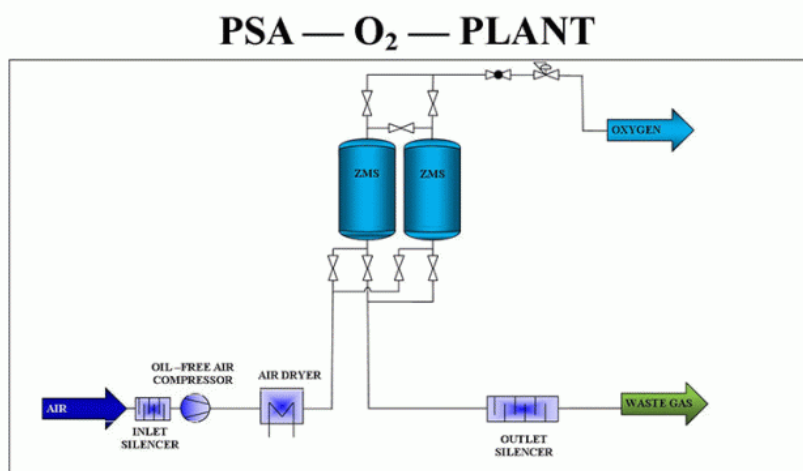 PSA — O₂ — PLANT
OXYGEN
ZMS
ZMS
OIL –FREE AIR
COMPRESSOR
AIR DRYER
AIR
INLET
SILENCER
OUTLET
SILENCER
WASTE GAS